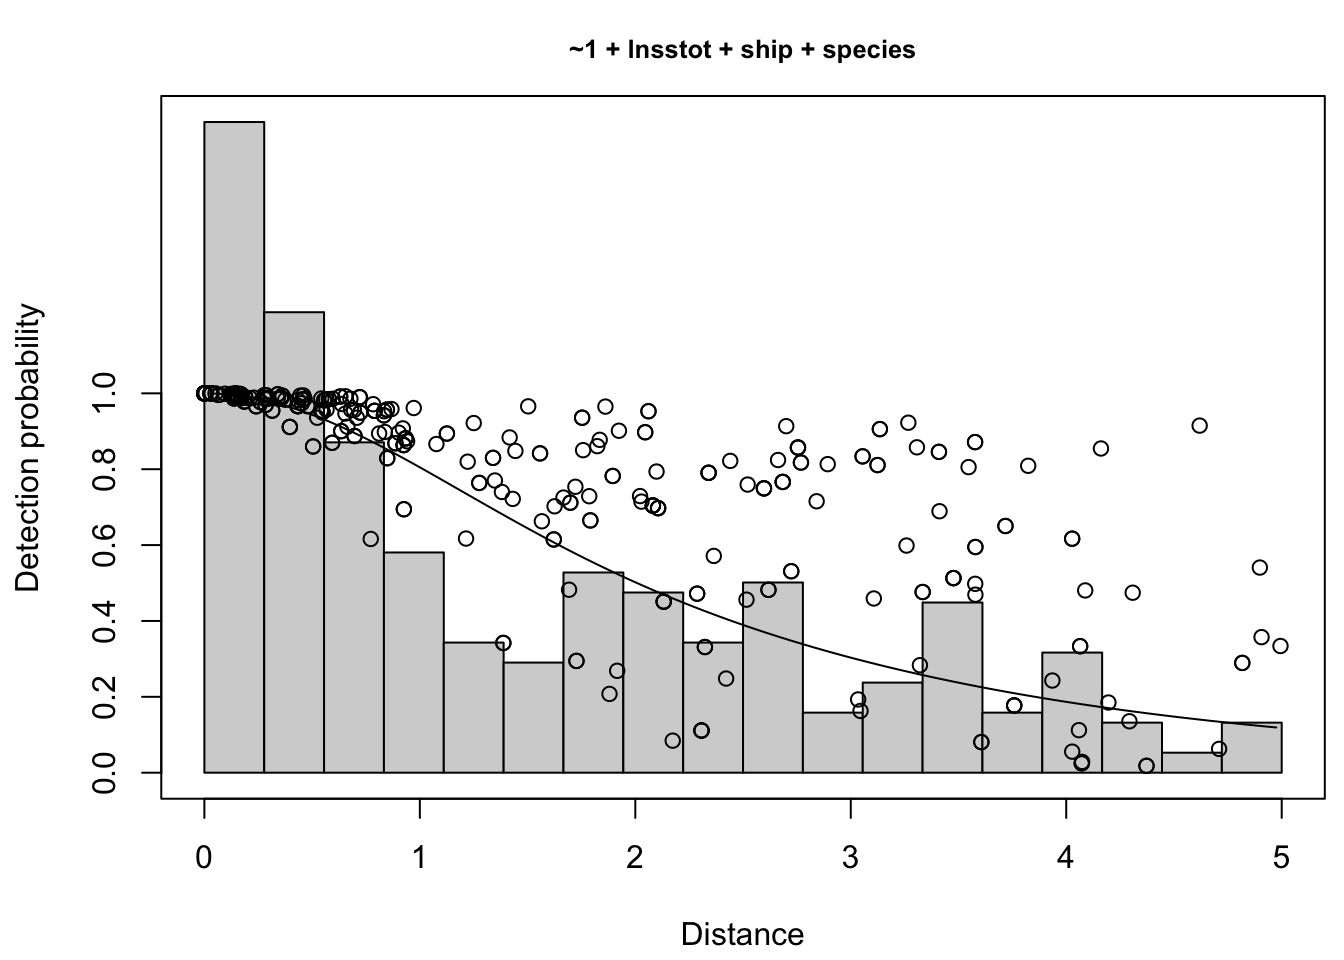 ~1 + lnsstot + ship + species
Detection probability
1.0
0.8
0.6
0.4
0.2
0.0
0 1 2 3 4 5
Distance